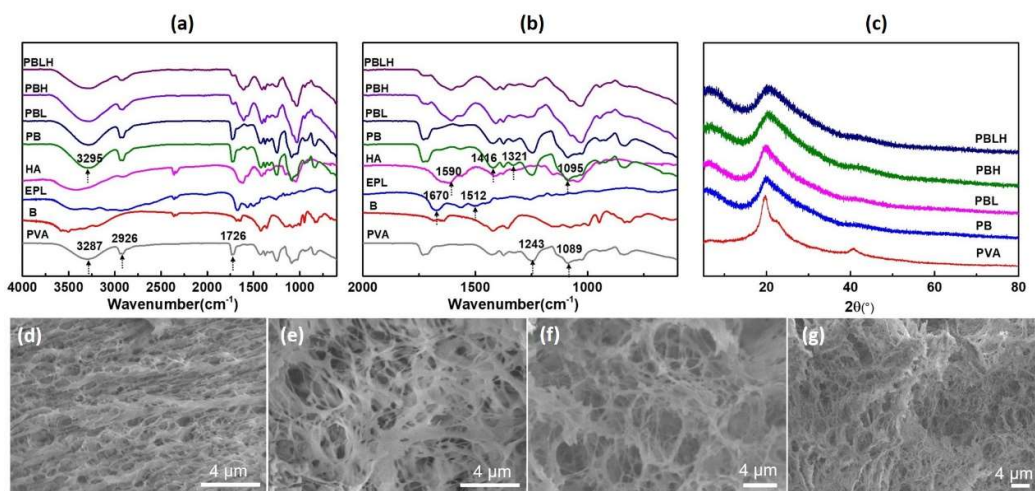 (a)
PBLH
PBH
PBL
PB
3295
HA
EPL
B
3287 2926 1726
PVA
4000 3500 3000 2500 2000 1500 1000
Wavenumber(cm⁻¹)
(b)
PBLH
PBH
PBL
PB
1416 1321
HA
1590 1095
EPL
1670 1512
B
PVA
1243 1089
2000 1500 1000
Wavenumber(cm⁻¹)
(c)
PBLH
PBH
PBL
PB
PVA
20 40 60 80
2θ(°)
(d)
4 µm
(e)
4 µm
(f)
4 µm
(g)
4 µm